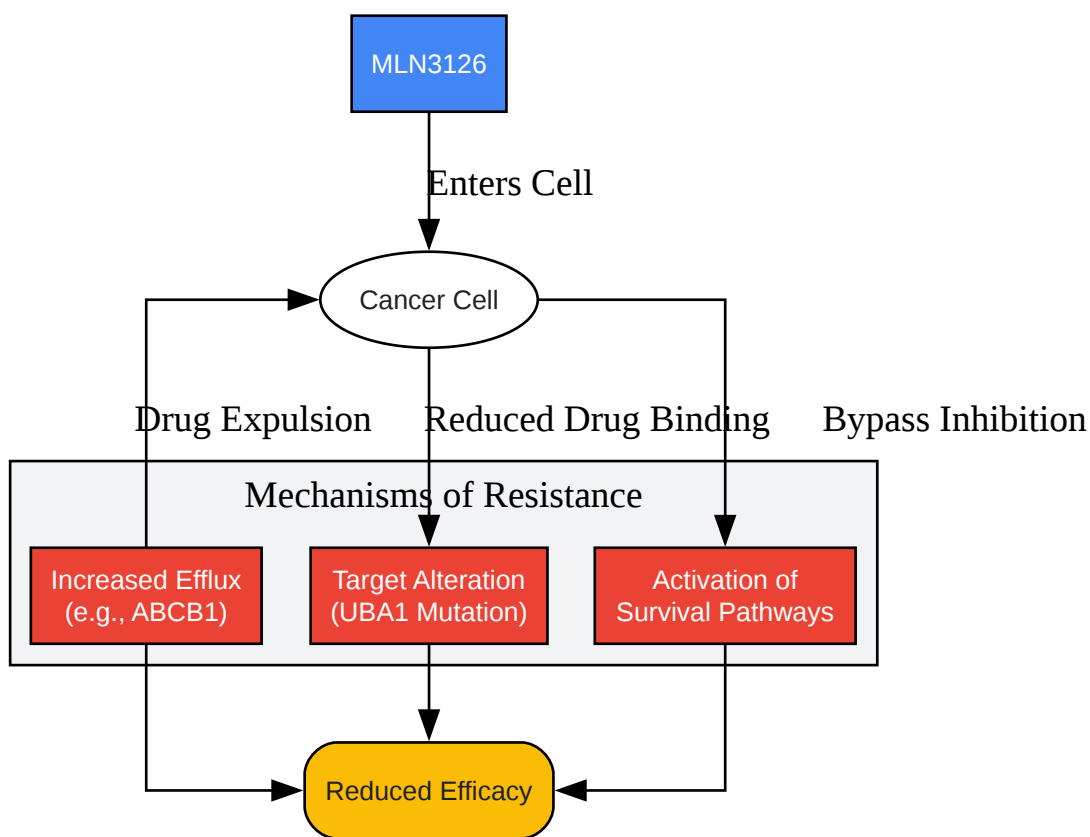 MLN3126
Enters Cell
Cancer Cell
Drug Expulsion
Reduced Drug Binding
Bypass Inhibition
Mechanisms of Resistance
Increased Efflux
(e.g., ABCB1)
Target Alteration
(UBA1 Mutation)
Activation of
Survival Pathways
Reduced Efficacy